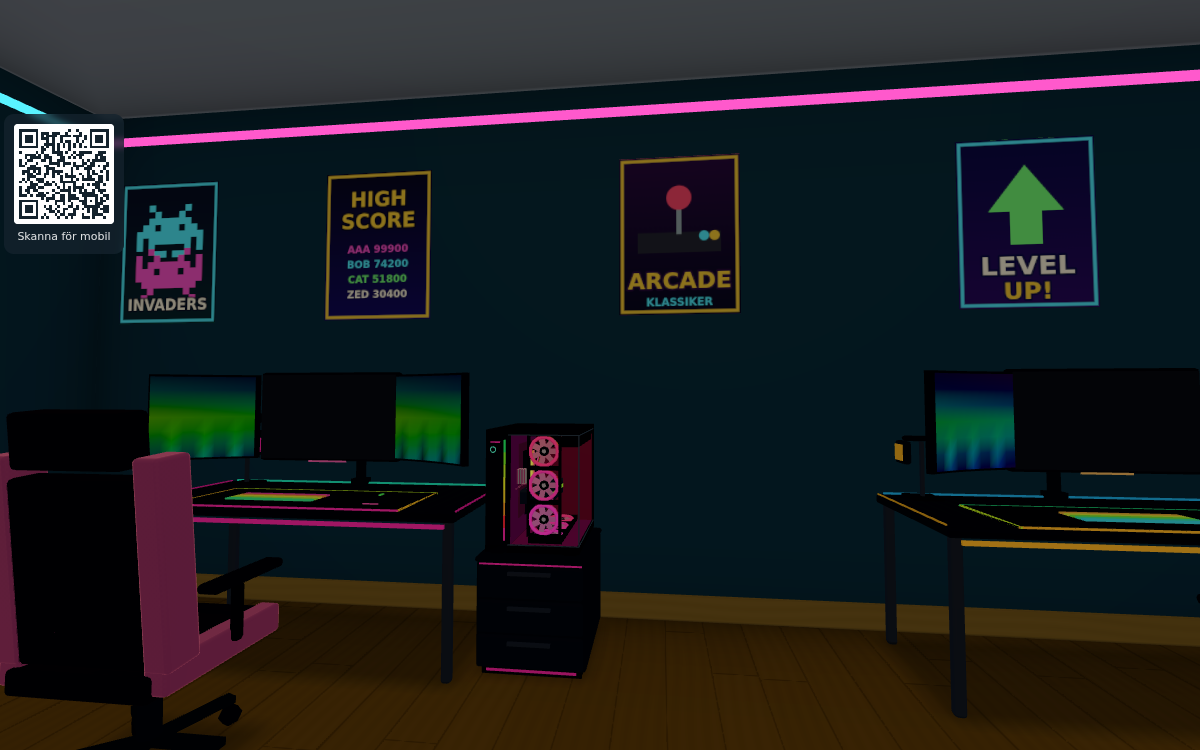 Skanna för mobil
INVADERS
HIGH
SCORE
AAA 99900
BOB 74200
CAT 51800
ZED 30400
ARCADE
KLASSIKER
LEVEL
UP!